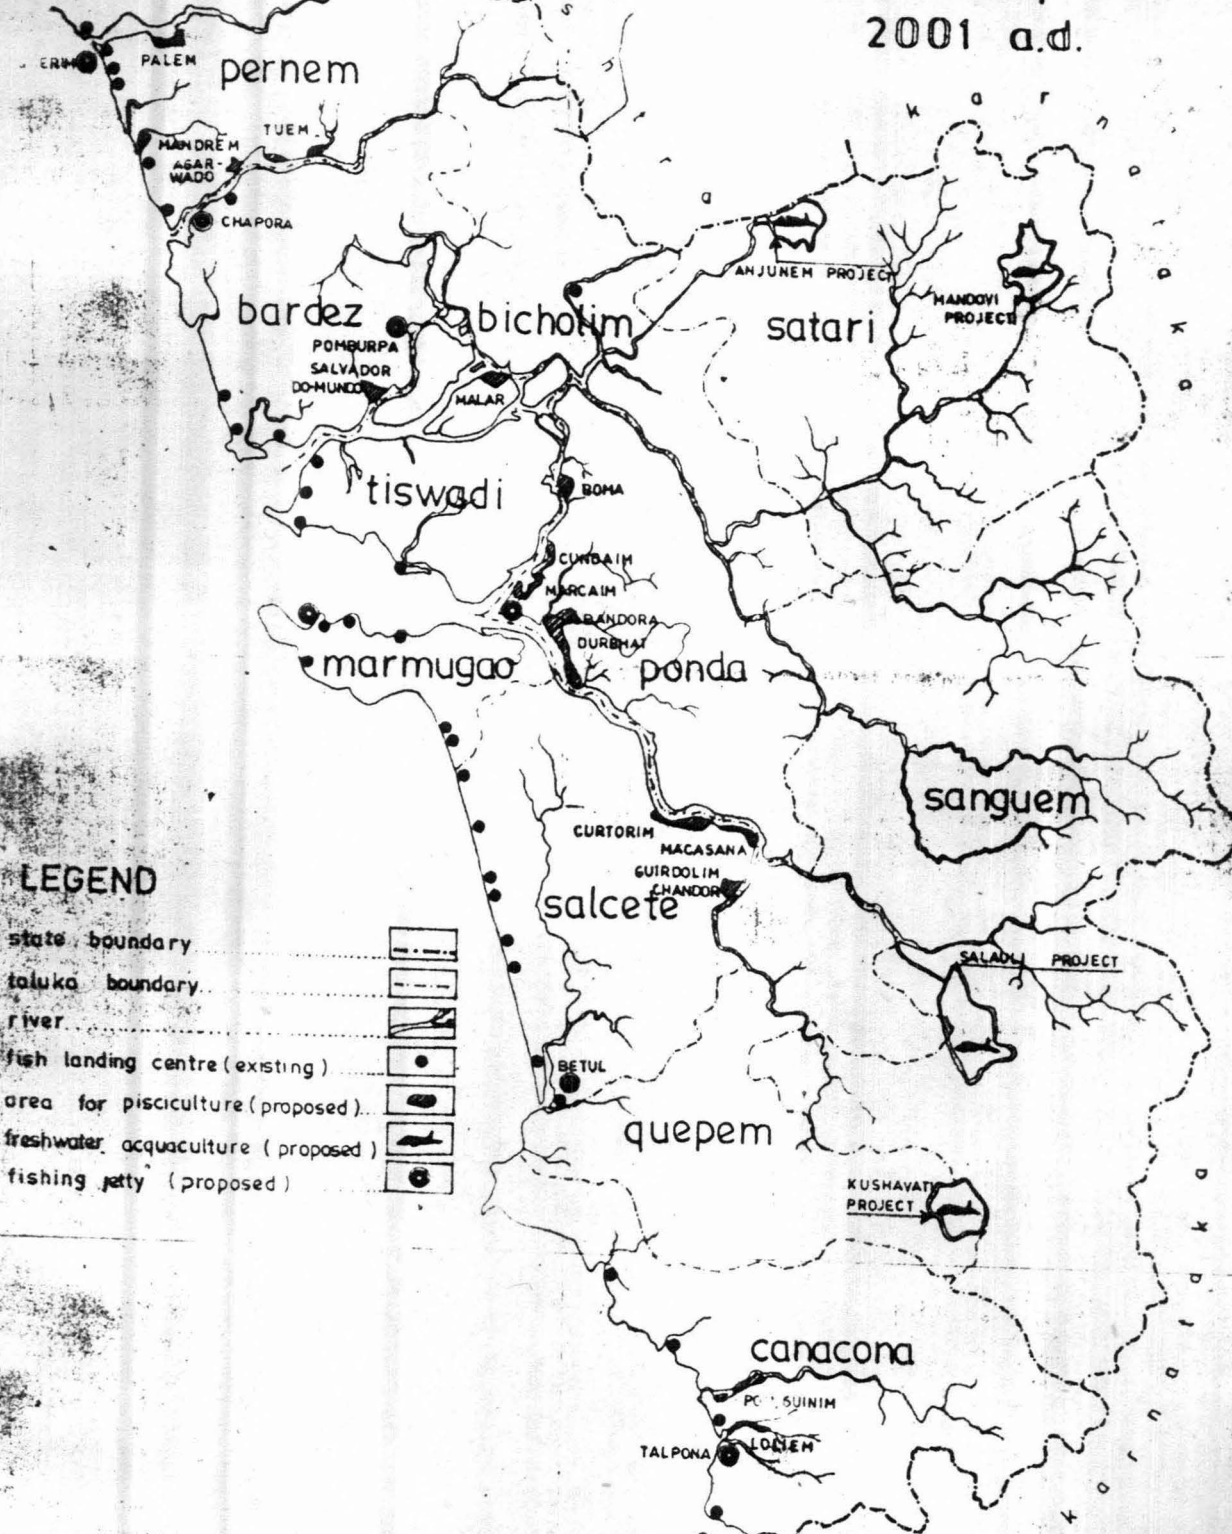 2001 a.d.
PALEM
pernem
TUEM
MANDREM
AGAR-
WADO
CHAPORA
karnataka
ANJUNEM PROJECT
MANDOVI
PROJECT
bardez
bicholim
satari
POMBURPA
SALVADOR
DO-MUNDO
MALAR
tiswadi
BOMA
CUNDAIM
MARCAIM
BANDORA
DURBHAT
marmugao
ponda
sanguem
CURTORIM
MACASANA
GUIRDOLIM
CHANDOR
salcete
LEGEND
state boundary
taluka boundary
river
fish landing centre (existing)
area for pisciculture (proposed)
freshwater acquaculture (proposed)
fishing jetty (proposed)
SALAULI PROJECT
BETUL
quepem
KUSHAVATI
PROJECT
canacona
TALPONA
LOLIEM
karnataka